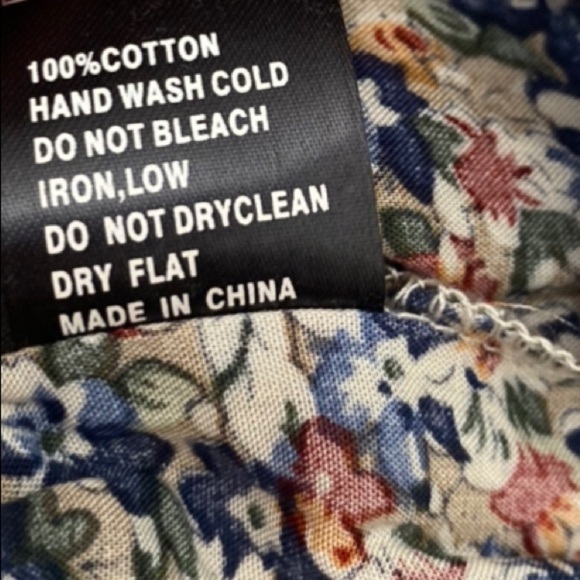 100%COTTON
HAND WASH COLD
DO NOT BLEACH
IRON,LOW
DO NOT DRYCLEAN
DRY FLAT
MADE IN CHINA